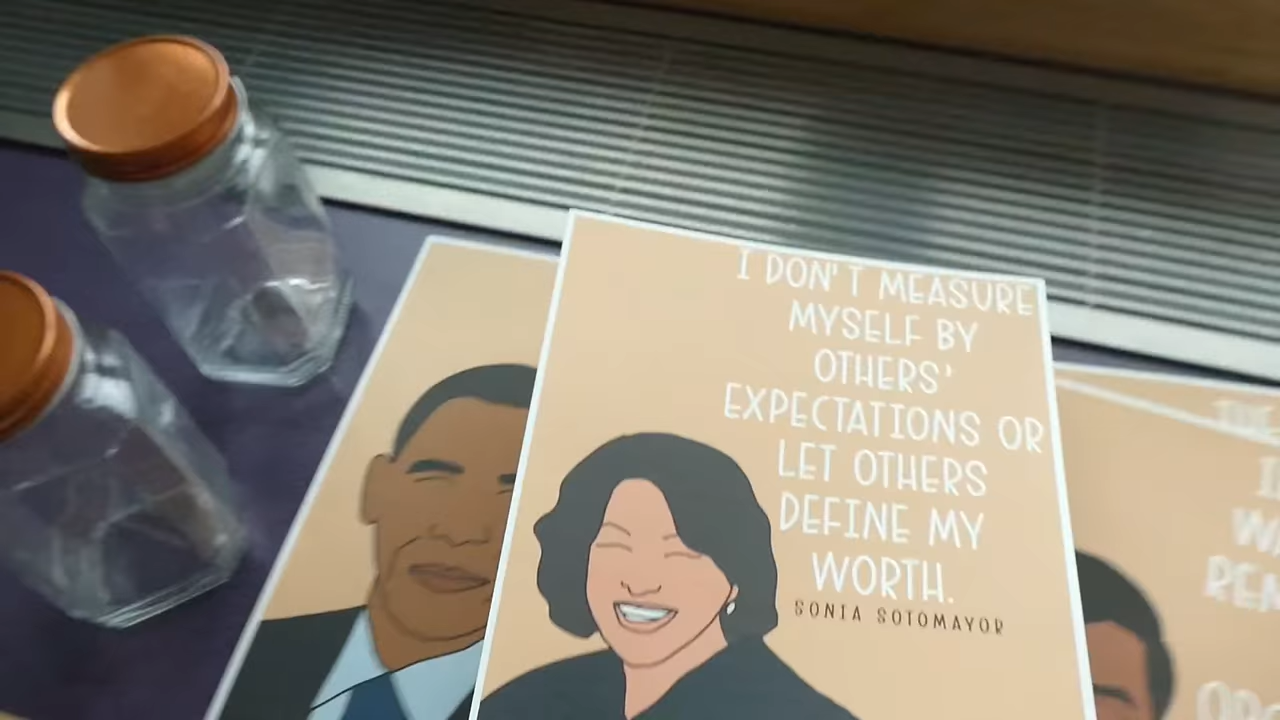 I DON'T MEASURE
MYSELF BY
OTHERS'
EXPECTATIONS OR
LET OTHERS
DEFINE MY
WORTH.
SONIA SOTOMAYOR